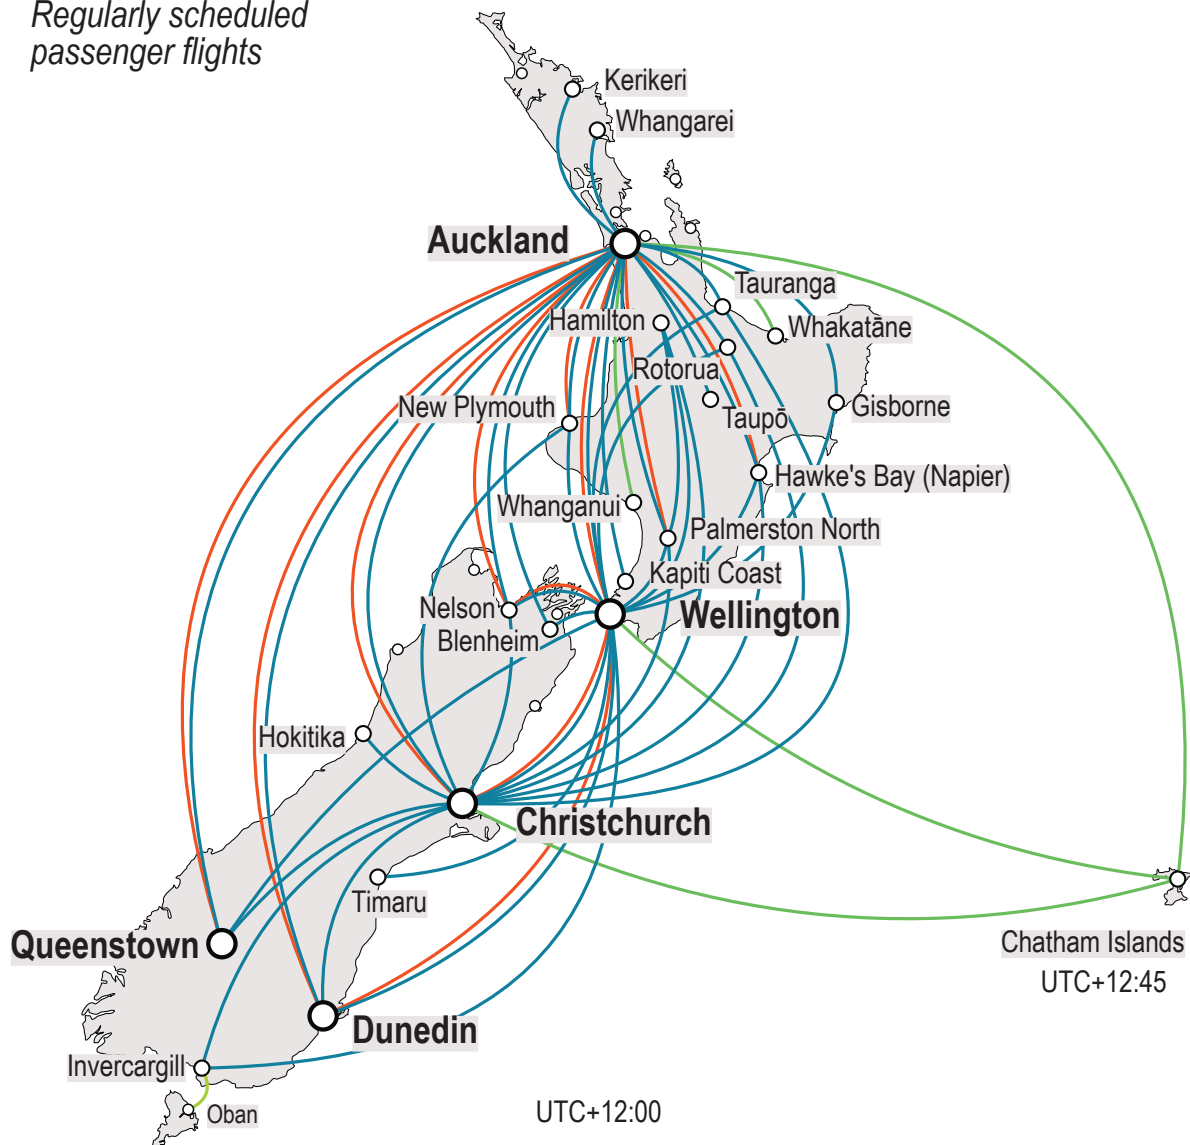 Regularly scheduled
passenger flights
Kerikeri
Whangarei
Auckland
Tauranga
Hamilton
Whakatāne
Rotorua
New Plymouth
Taupō
Gisborne
Hawke's Bay (Napier)
Whanganui
Palmerston North
Kapiti Coast
Nelson
Wellington
Blenheim
Hokitika
Christchurch
Timaru
Queenstown
Chatham Islands
UTC+12:45
Dunedin
Invercargill
Oban
UTC+12:00